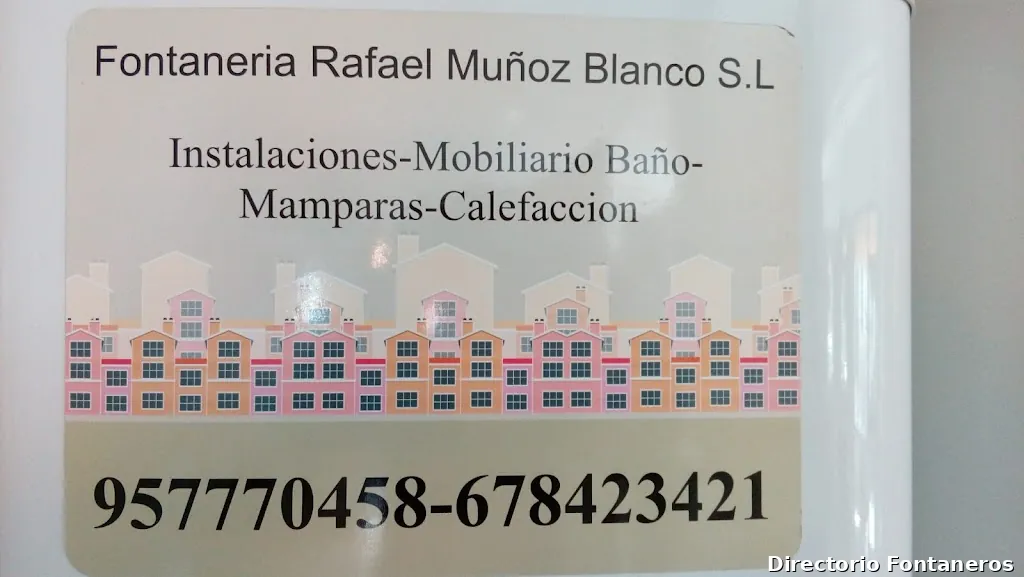 Fontaneria Rafael Muñoz Blanco S.L
Instalaciones-Mobiliario Baño-
Mamparas-Calefaccion
957770458-678423421
Directorio Fontaneros